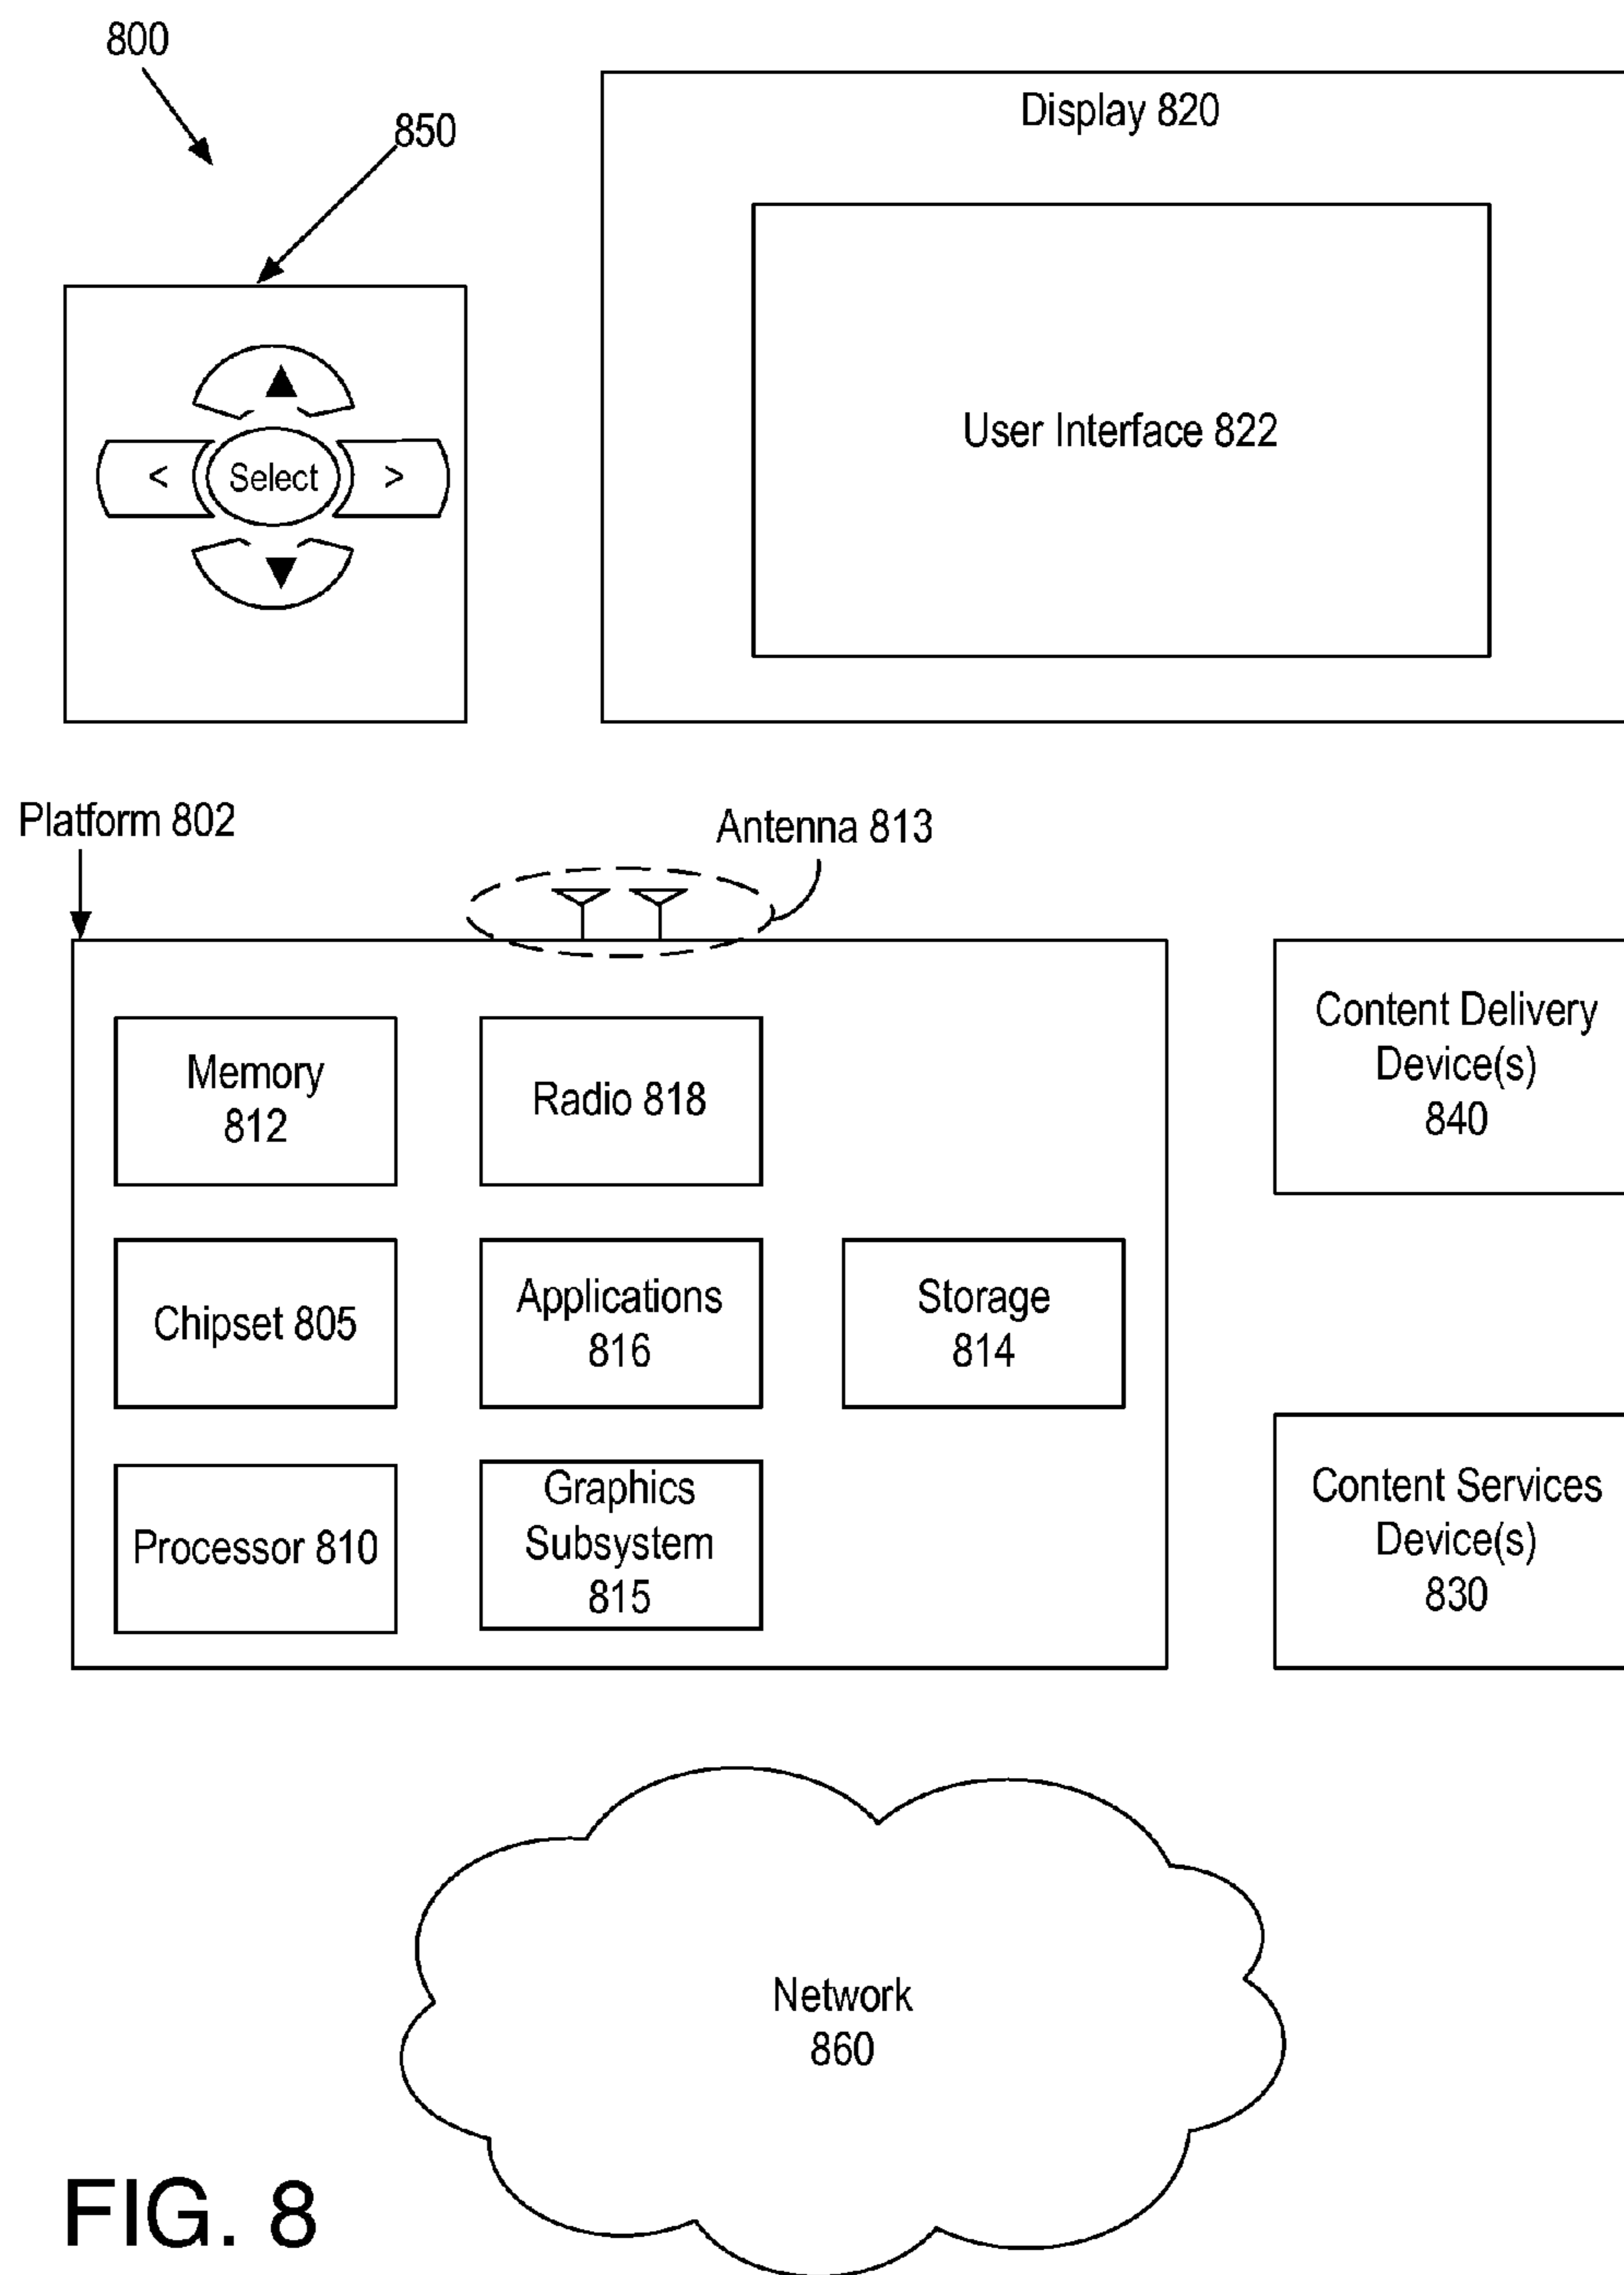 800
850
Display 820
User Interface 822
<
Select
>
Platform 802
Antenna 813
Memory
812
Radio 818
Content Delivery
Device(s)
840
Chipset 805
Applications
816
Storage
814
Processor 810
Graphics
Subsystem
815
Content Services
Device(s)
830
Network
860
FIG. 8